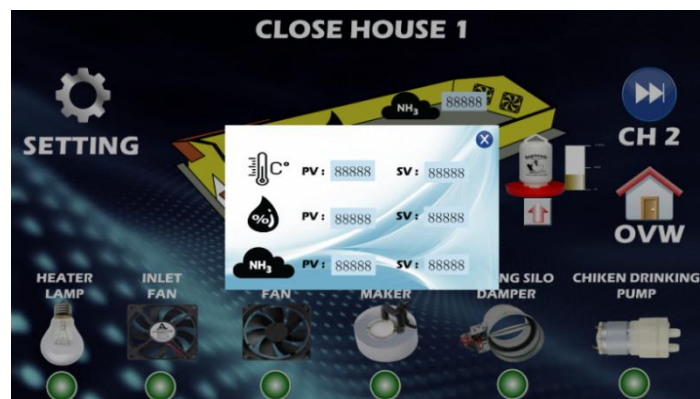 CLOSE HOUSE 1
NH3 88888
SETTING
CH 2
C° PV: 88888 SV: 88888
% PV: 88888 SV: 88888
NH3 PV: 88888 SV: 88888
OVW
HEATER LAMP
INLET FAN
FAN
MAKER
NG SILO DAMPER
CHIKEN DRINKING PUMP